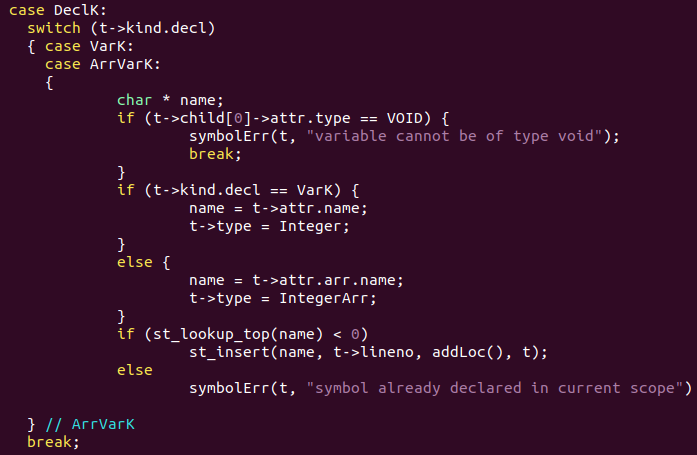 case DeclK:
  switch (t->kind.decl)
  { case VarK:
    case ArrVarK:
    {
            char * name;
            if (t->child[0]->attr.type == VOID) {
                    symbolErr(t, "variable cannot be of type void");
                    break;
            }
            if (t->kind.decl == VarK) {
                    name = t->attr.name;
                    t->type = Integer;
            }
            else {
                    name = t->attr.arr.name;
                    t->type = IntegerArr;
            }
            if (st_lookup_top(name) < 0)
                    st_insert(name, t->lineno, addLoc(), t);
            else
                    symbolErr(t, "symbol already declared in current scope")

  } // ArrVarK
  break;